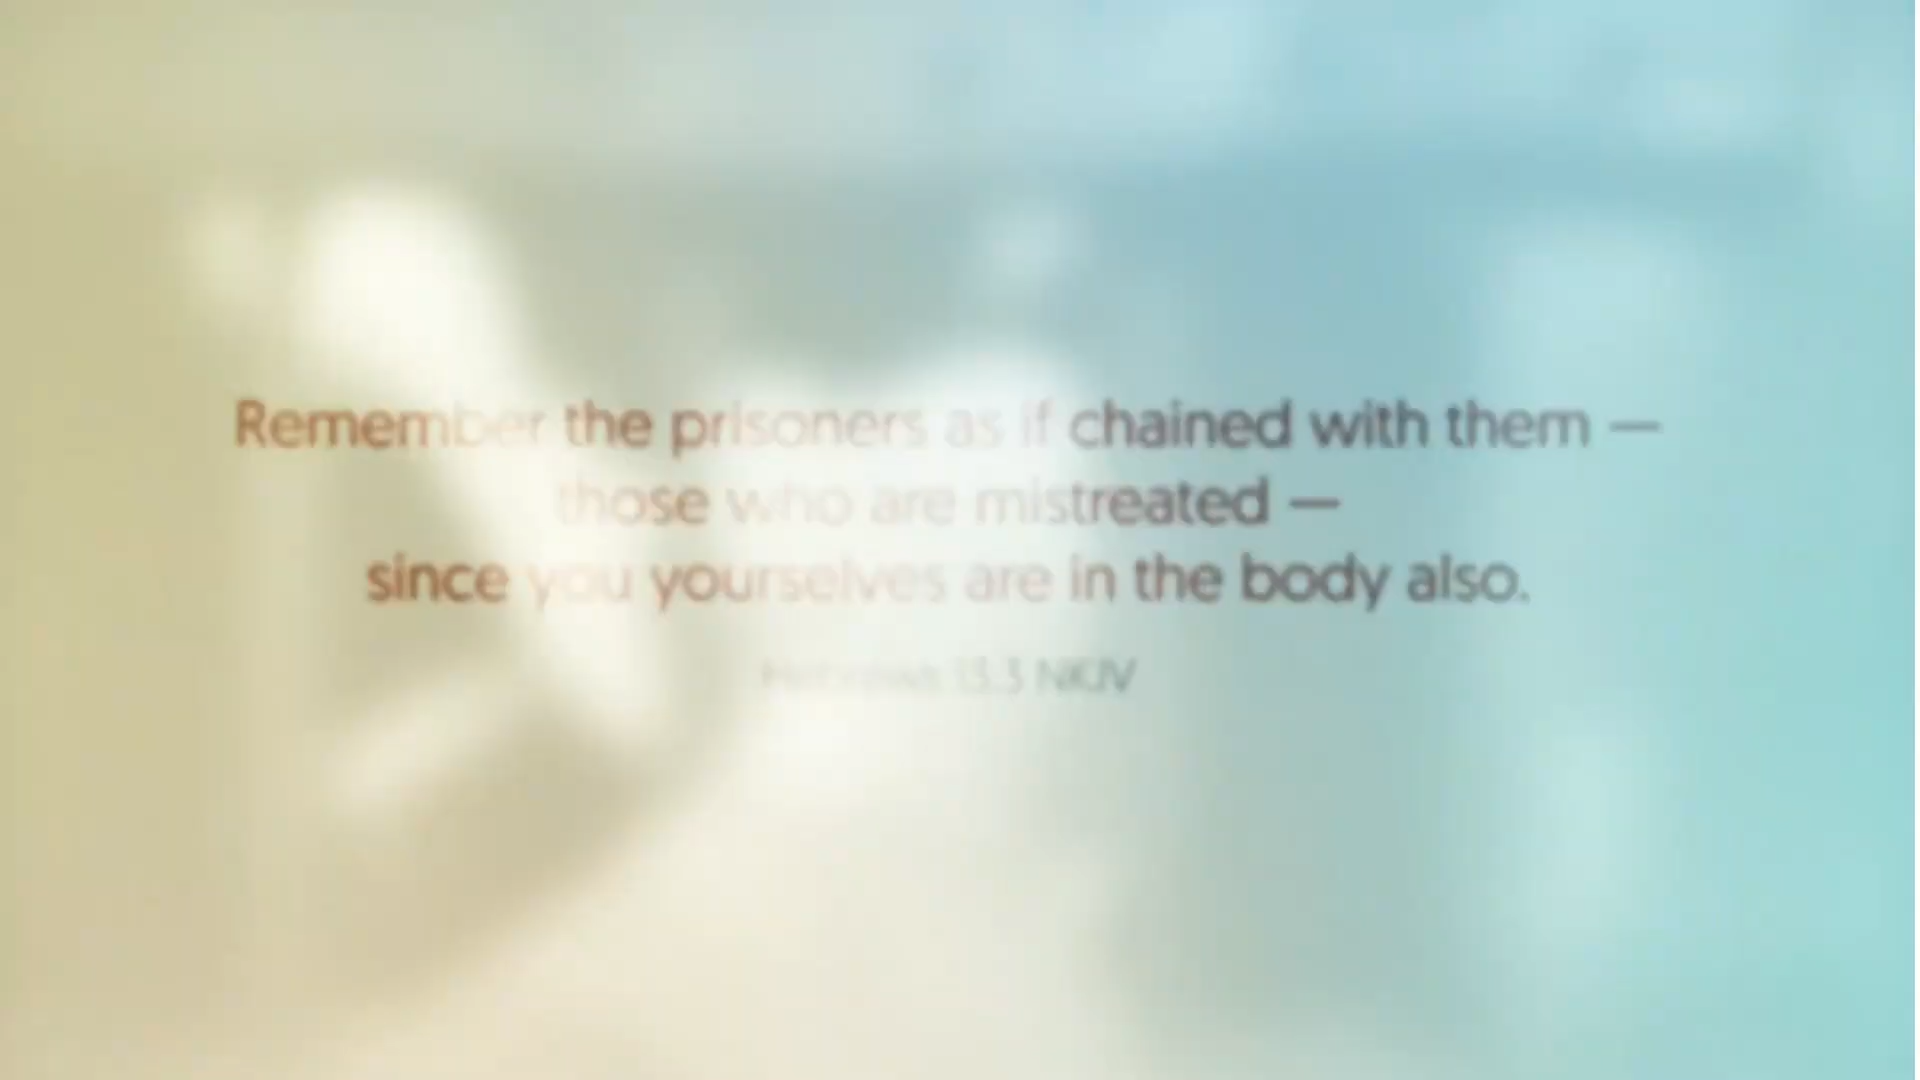 Remember the prisoners as if chained with them —
those who are mistreated —
since you yourselves are in the body also.
Hebrews 13:3 NKJV